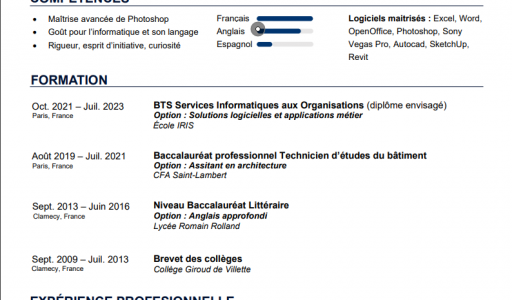 COMPÉTENCES
Maîtrise avancée de Photoshop
Goût pour l'informatique et son langage
Rigueur, esprit d'initiative, curiosité
Francais
Anglais
Espagnol
Logiciels maitrisés : Excel, Word,
OpenOffice, Photoshop, Sony
Vegas Pro, Autocad, SketchUp,
Revit
FORMATION
Oct. 2021 – Juil. 2023
Paris, France
BTS Services Informatiques aux Organisations (diplôme envisagé)
Option : Solutions logicielles et applications métier
École IRIS
Août 2019 – Juil. 2021
Paris, France
Baccalauréat professionnel Technicien d'études du bâtiment
Option : Assitant en architecture
CFA Saint-Lambert
Sept. 2013 – Juin 2016
Clamecy, France
Niveau Baccalauréat Littéraire
Option : Anglais approfondi
Lycée Romain Rolland
Sept. 2009 – Juil. 2013
Clamecy, France
Brevet des collèges
Collège Giroud de Villette
EXPÉRIENCE PROFESIONNELLE